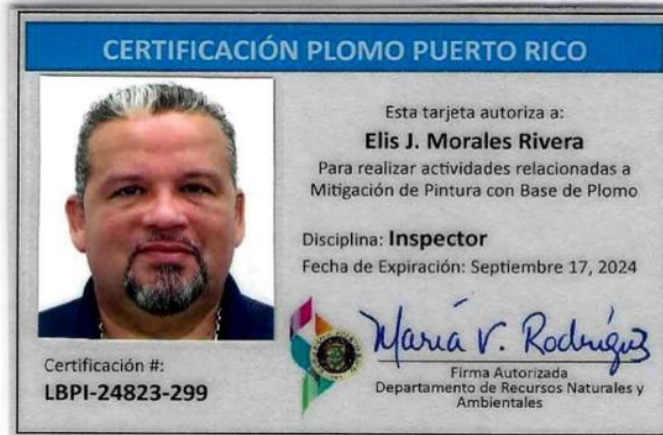 CERTIFICACIÓN PLOMO PUERTO RICO
Esta tarjeta autoriza a:
Elis J. Morales Rivera
Para realizar actividades relacionadas a
Mitigación de Pintura con Base de Plomo
Disciplina: Inspector
Fecha de Expiración: Septiembre 17, 2024
María V. Rodríguez
Firma Autorizada
Departamento de Recursos Naturales y
Ambientales
Certificación #:
LBPI-24823-299